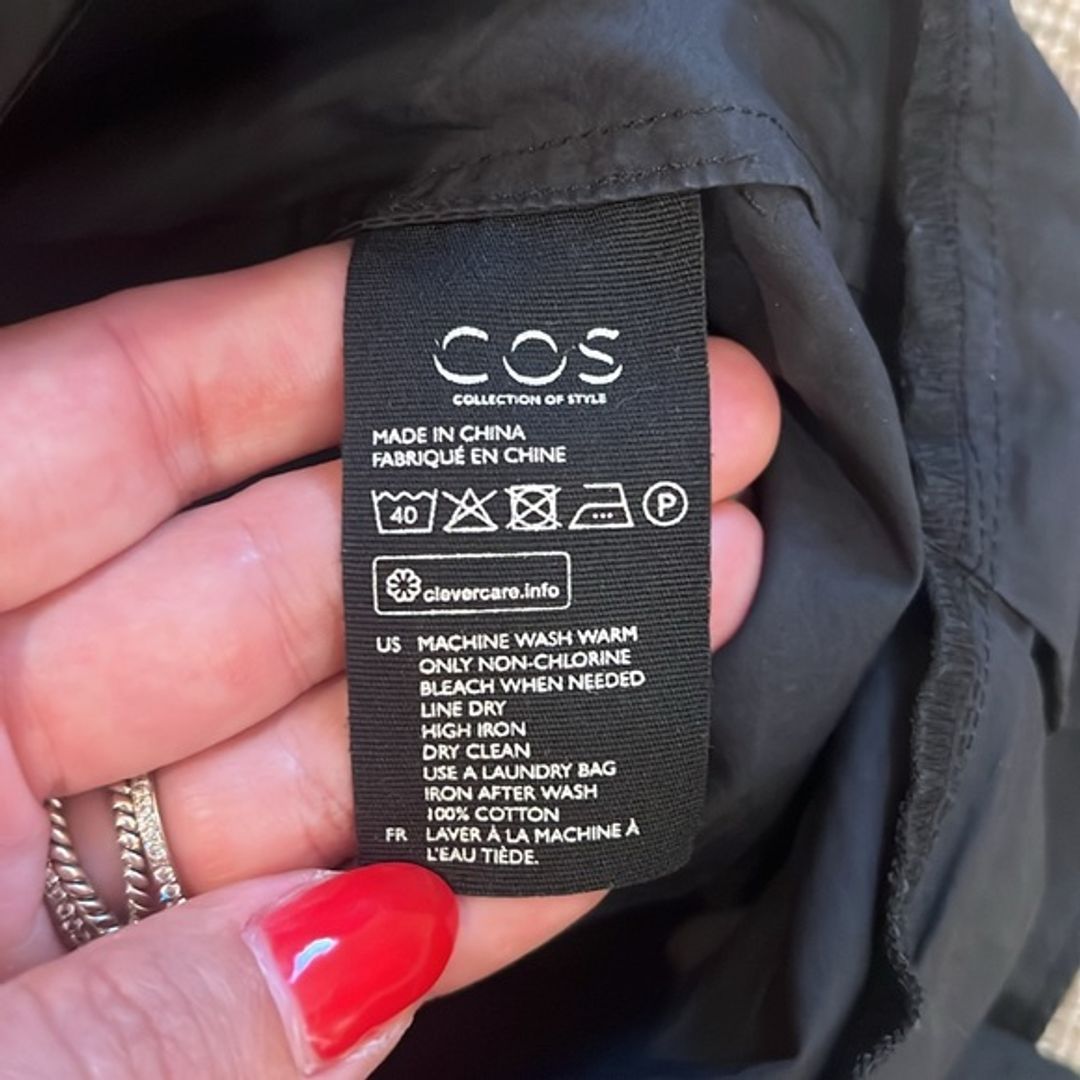 COS
COLLECTION OF STYLE
MADE IN CHINA
FABRIQUÉ EN CHINE
40 P
clevercare.info
US MACHINE WASH WARM
ONLY NON-CHLORINE
BLEACH WHEN NEEDED
LINE DRY
HIGH IRON
DRY CLEAN
USE A LAUNDRY BAG
IRON AFTER WASH
100% COTTON
FR LAVER À LA MACHINE À
L'EAU TIÈDE.